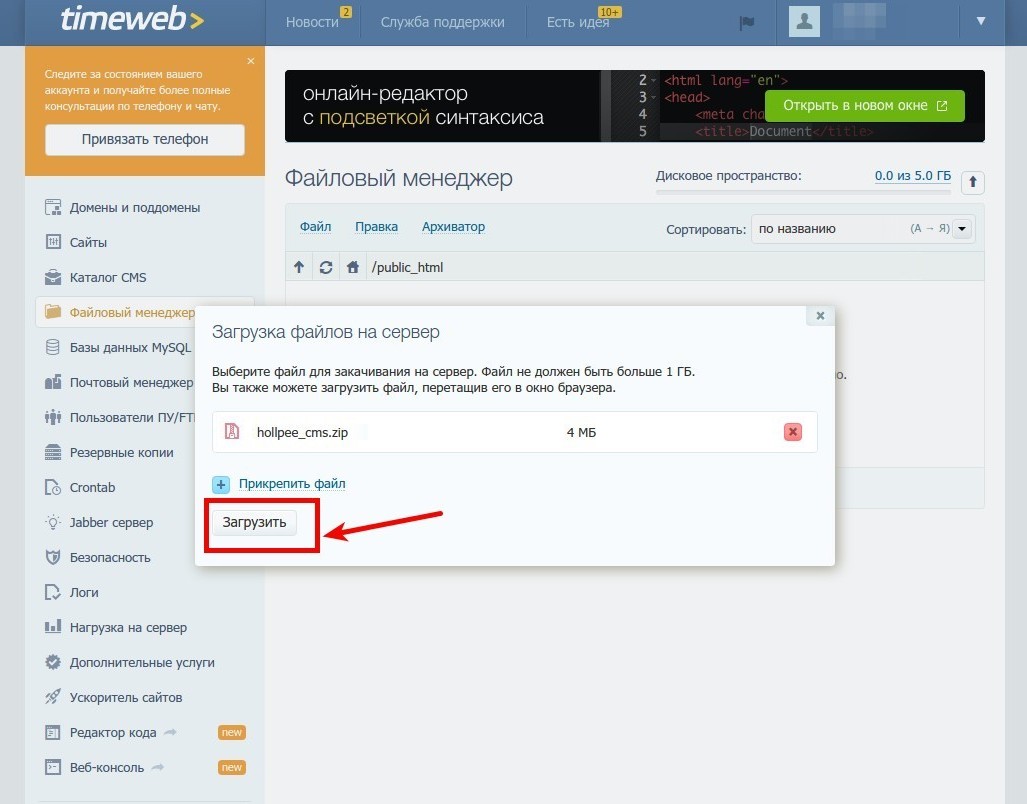 timeweb>
Новости 2
Служба поддержки
Есть идея 10+
Следите за состоянием вашего
аккаунта и получайте более полные
консультации по телефону и чату.
Привязать телефон
Домены и поддомены
Сайты
Каталог CMS
Файловый менеджер
Базы данных MySQL
Почтовый менеджер
Пользователи ПУ/FT
Резервные копии
Crontab
Jabber сервер
Безопасность
Логи
Нагрузка на сервер
Дополнительные услуги
Ускоритель сайтов
Редактор кода new
Веб-консоль new
онлайн-редактор
с подсветкой синтаксиса
2 <html lang="en">
3 <head>
4 <meta cha
5 <title>Document</title>
Открыть в новом окне
Файловый менеджер
Дисковое пространство: 0.0 из 5.0 ГБ
Файл Правка Архиватор
Сортировать: по названию (А → Я)
/public_html
о.
Загрузка файлов на сервер
Выберите файл для закачивания на сервер. Файл не должен быть больше 1 ГБ.
Вы также можете загрузить файл, перетащив его в окно браузера.
hollpee_cms.zip 4 МБ
Прикрепить файл
Загрузить